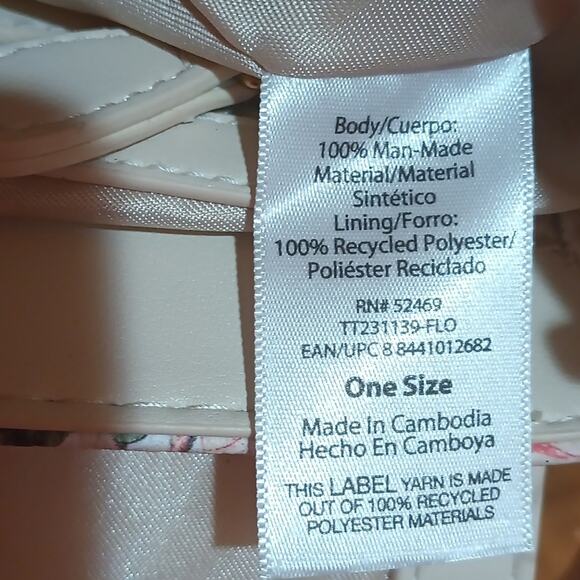 Body/Cuerpo:
100% Man-Made
Material/Material
Sintético
Lining/Forro:
100% Recycled Polyester/
Poliéster Reciclado
RN# 52469
TT231139-FLO
EAN/UPC 8 8441012682
One Size
Made In Cambodia
Hecho En Camboya
THIS LABEL YARN IS MADE
OUT OF 100% RECYCLED
POLYESTER MATERIALS